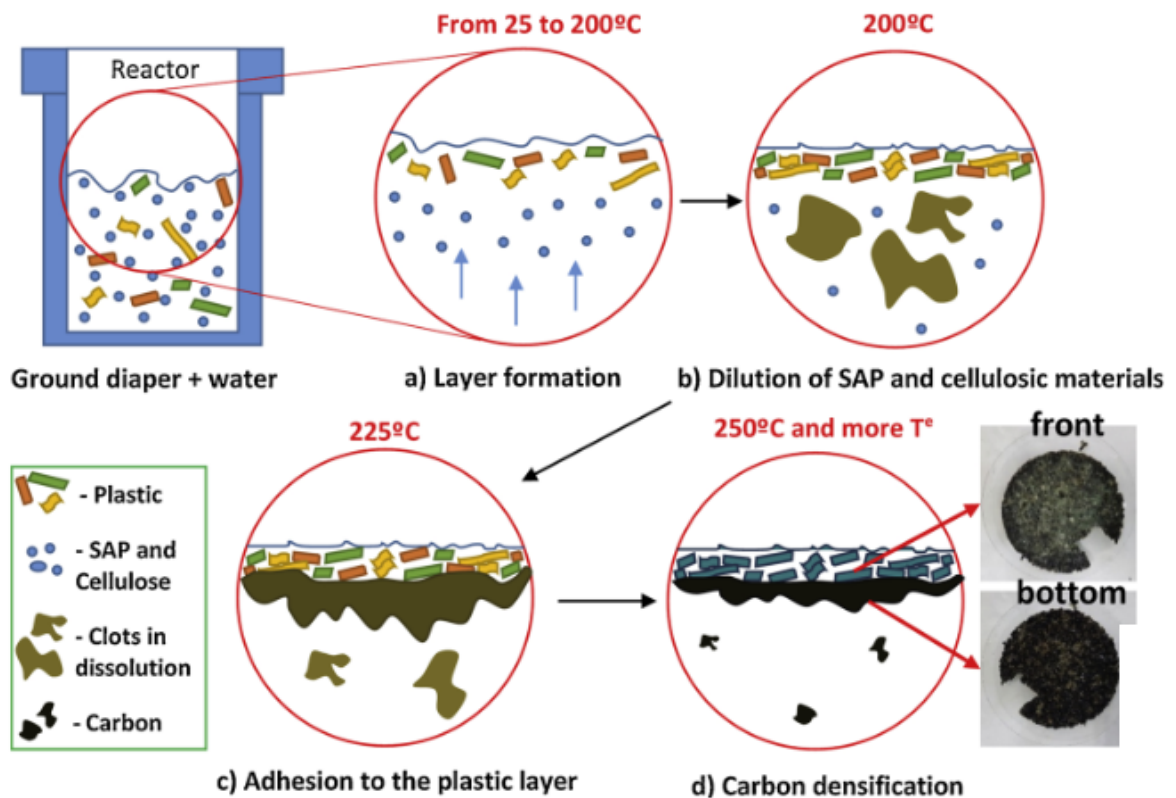 From 25 to 200ºC
200ºC
Reactor
Ground diaper + water
a) Layer formation
b) Dilution of SAP and cellulosic materials
225ºC
250ºC and more Tᵉ
front
bottom
- Plastic
- SAP and
Cellulose
- Clots in
dissolution
- Carbon
c) Adhesion to the plastic layer
d) Carbon densification